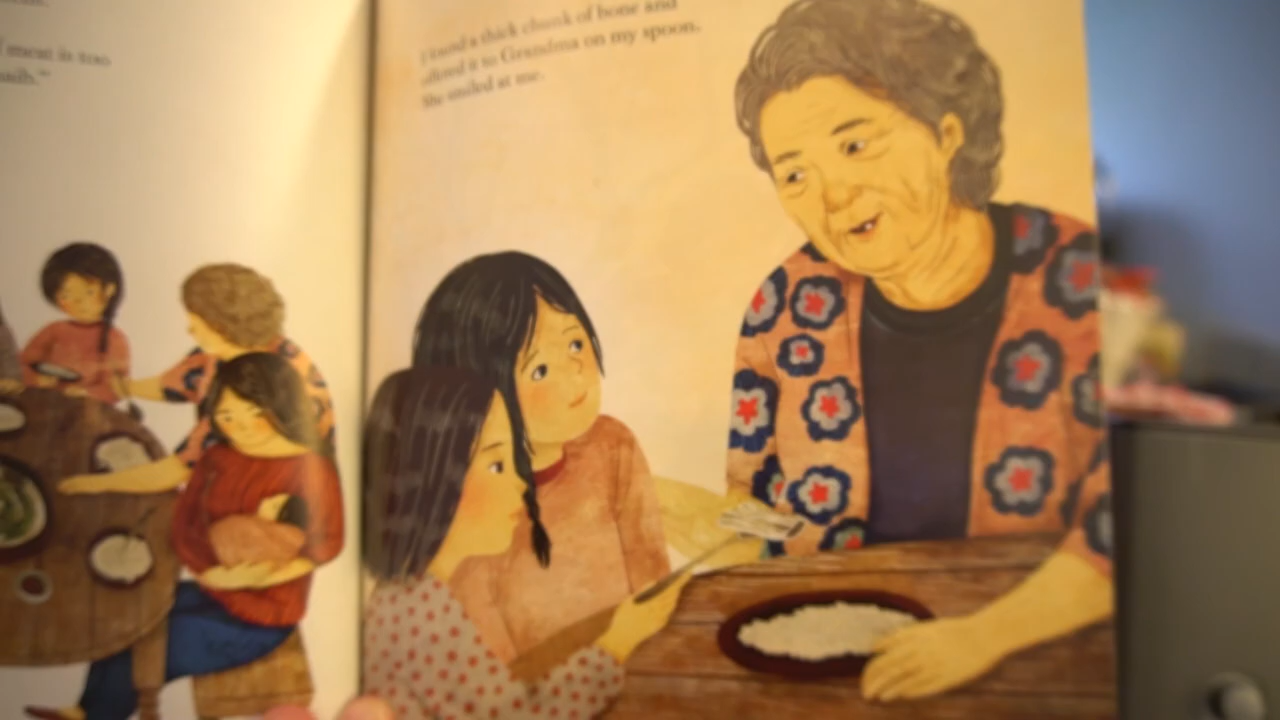 meat is too
I found a thick chunk of bone and
offered it to Grandma on my spoon.
She smiled at me.